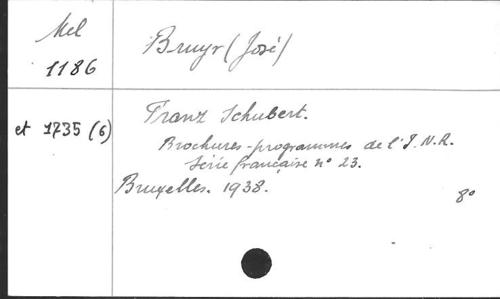 Mel
1186
Bruyr (José)
et 1735 (6)
Franz Schubert.
Brochures-programmes de l'I.N.R.
Série française n° 23.
Bruxelles. 1938.
8°